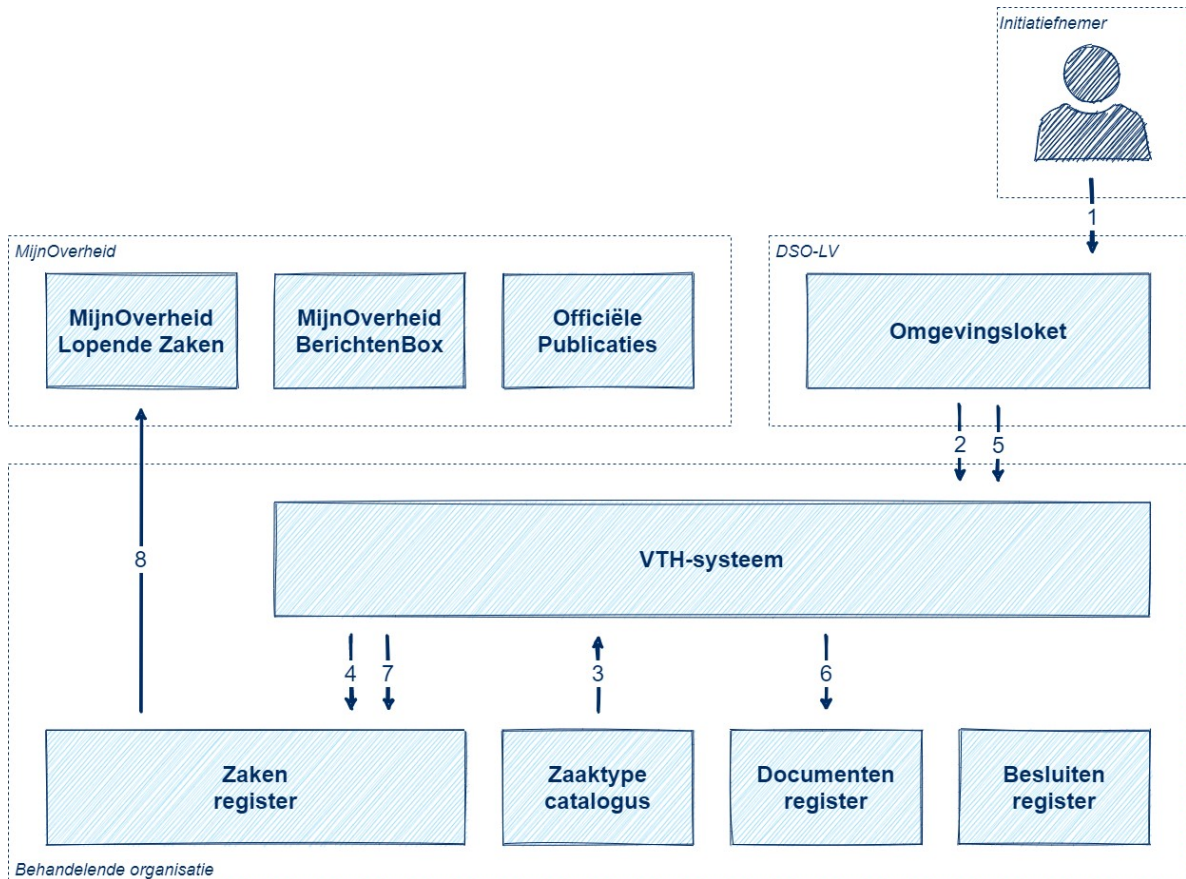 Initiatiefnemer
1
MijnOverheid
DSO-LV
MijnOverheid
Lopende Zaken
MijnOverheid
BerichtenBox
Officiële
Publicaties
Omgevingsloket
2
5
VTH-systeem
8
4
7
3
6
Zaken
register
Zaaktype
catalogus
Documenten
register
Besluiten
register
Behandelende organisatie